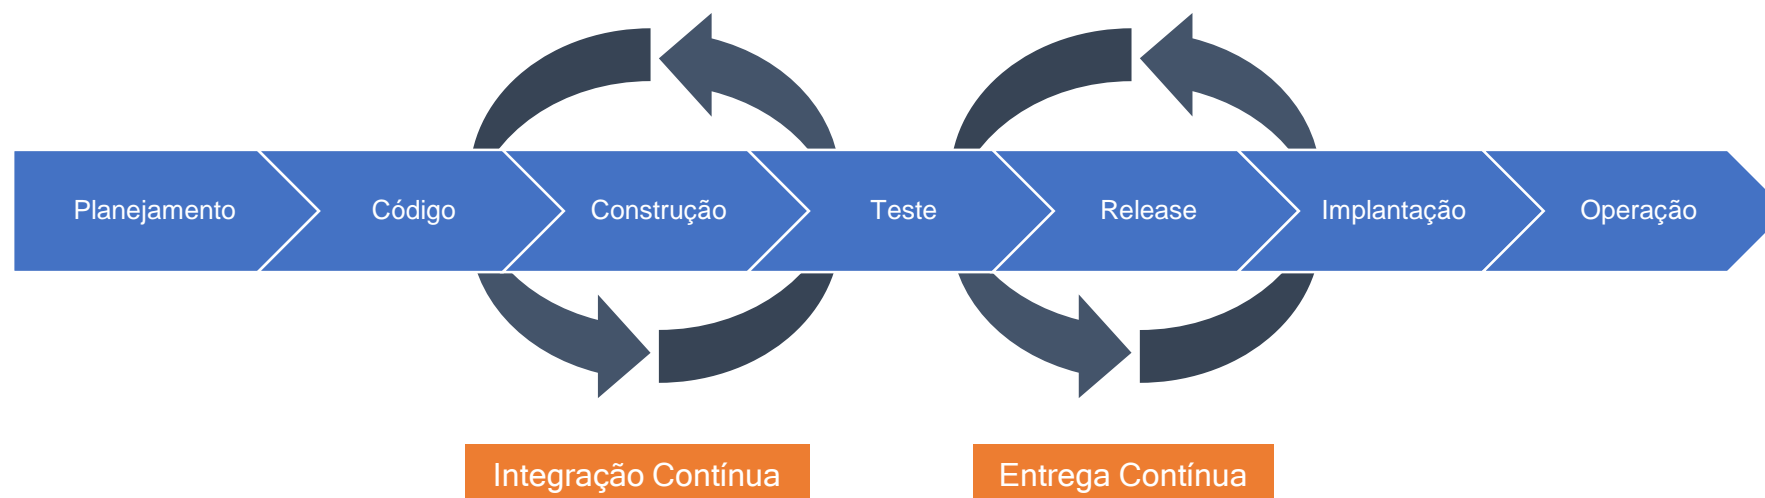 Planejamento
Código
Construção
Teste
Release
Implantação
Operação
Integração Contínua
Entrega Contínua